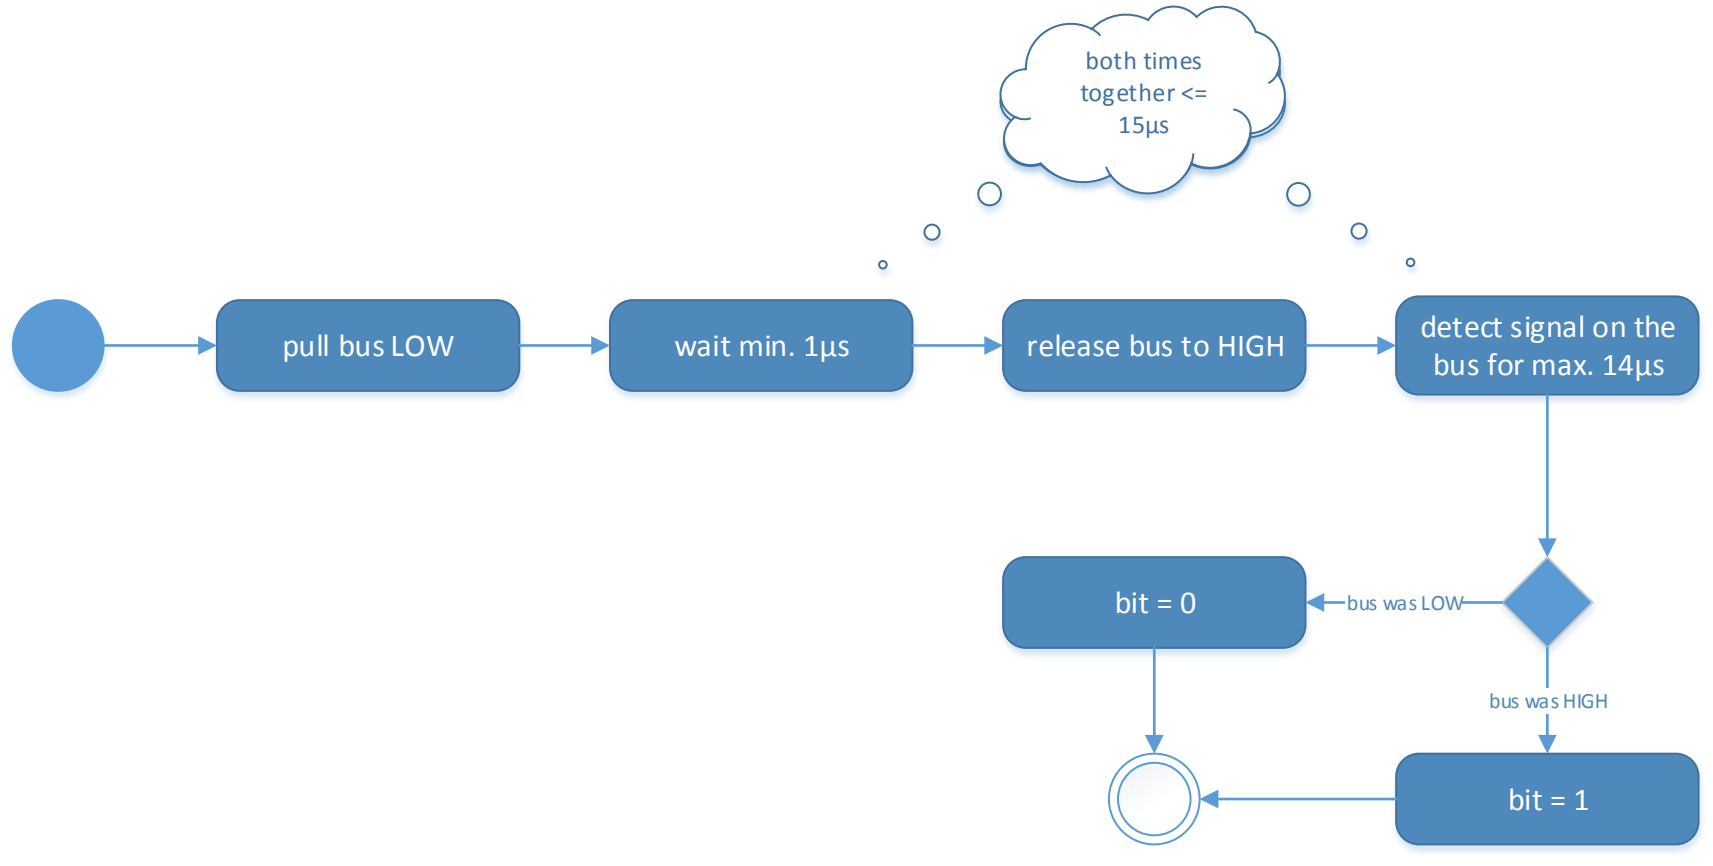 both times
together <=
15µs
pull bus LOW
wait min. 1µs
release bus to HIGH
detect signal on the
bus for max. 14µs
bit = 0
bus was LOW
bus was HIGH
bit = 1